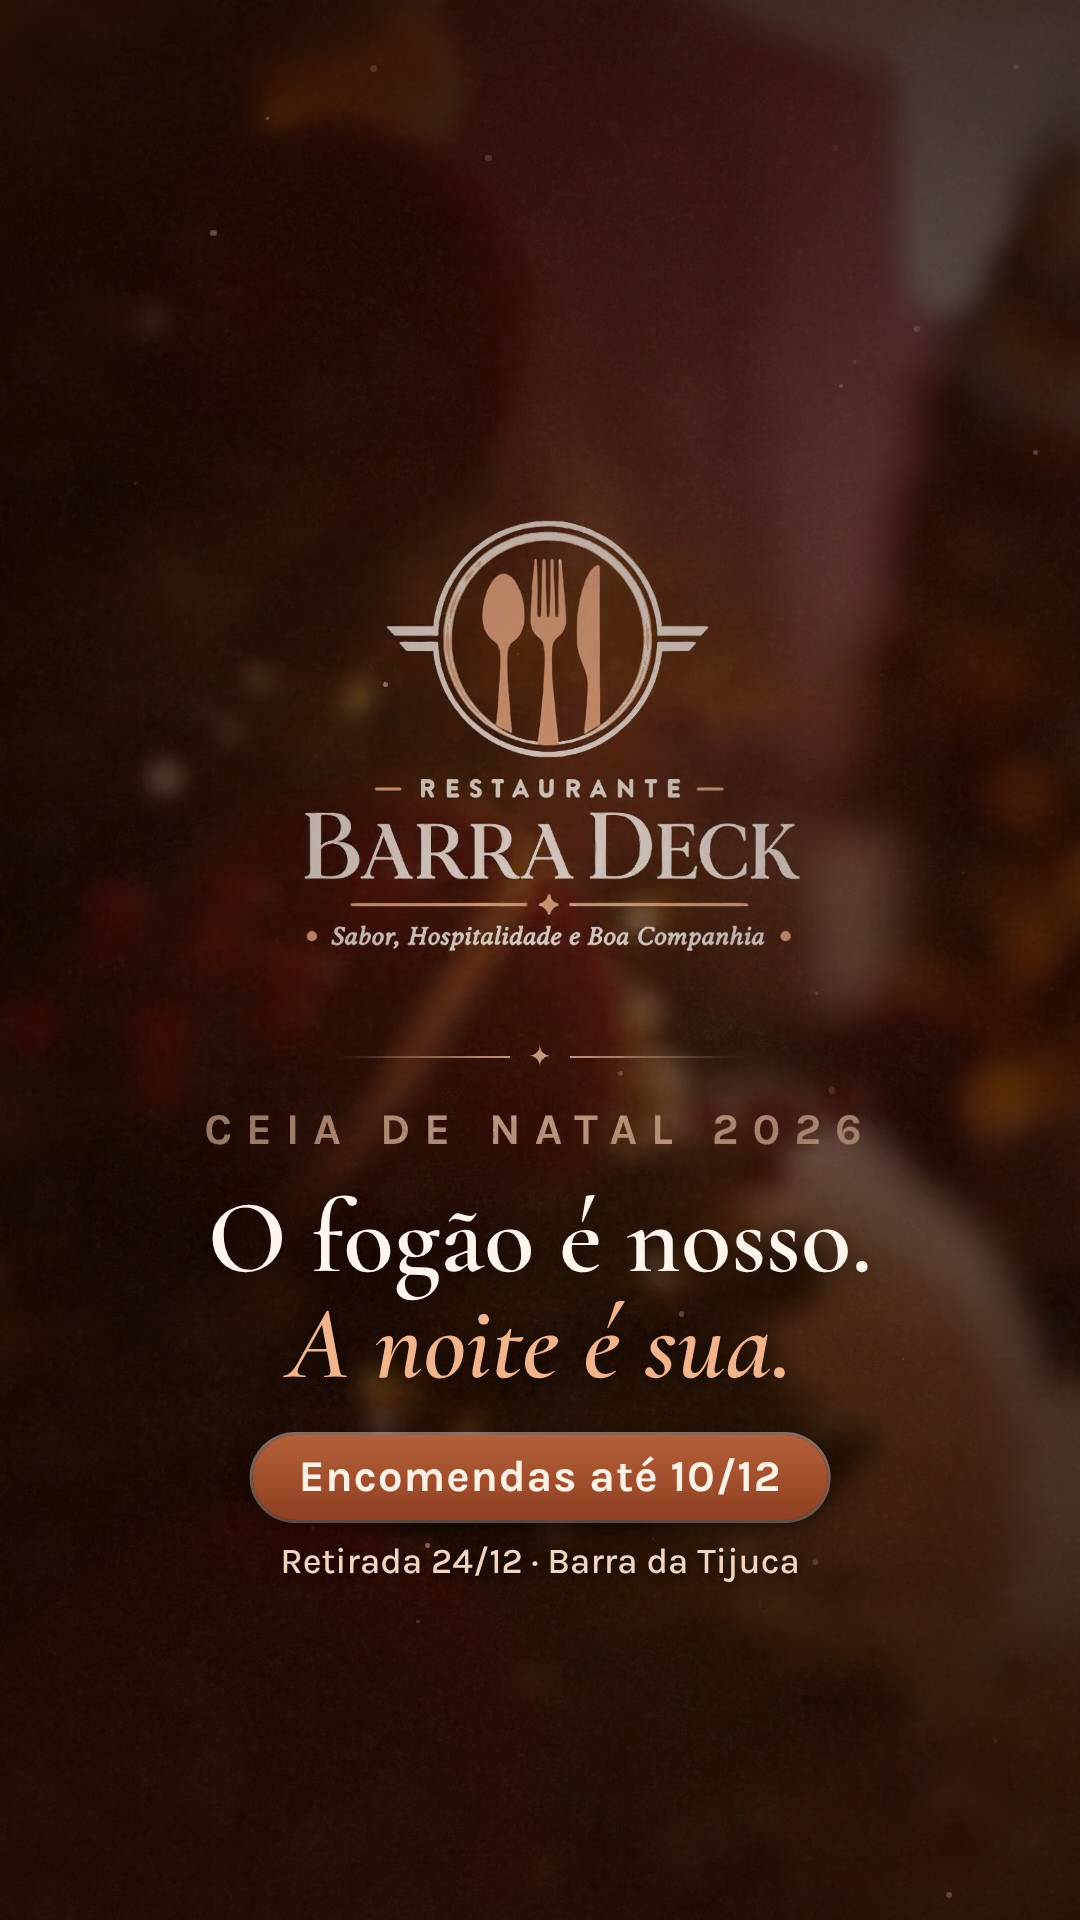 RESTAURANTE
BARRA DECK
Sabor, Hospitalidade e Boa Companhia
CEIA DE NATAL 2026
O fogão é nosso.
A noite é sua.
Encomendas até 10/12
Retirada 24/12 · Barra da Tijuca